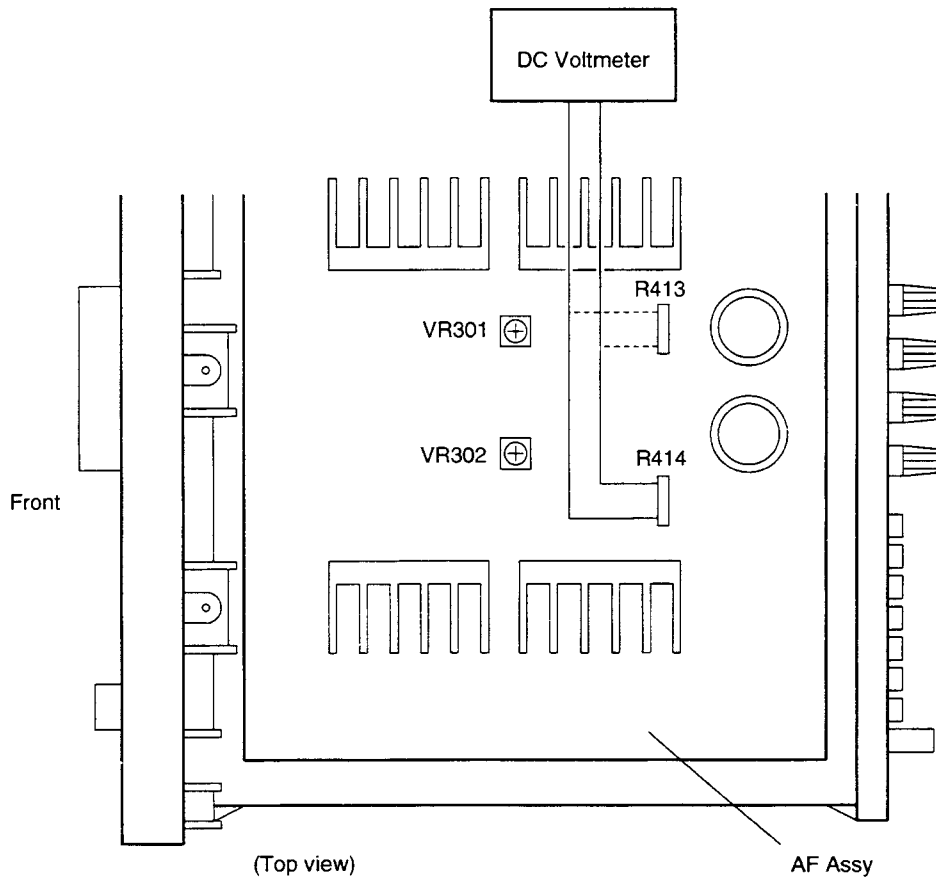 DC Voltmeter
R413
VR301
VR302
R414
Front
(Top view)
AF Assy